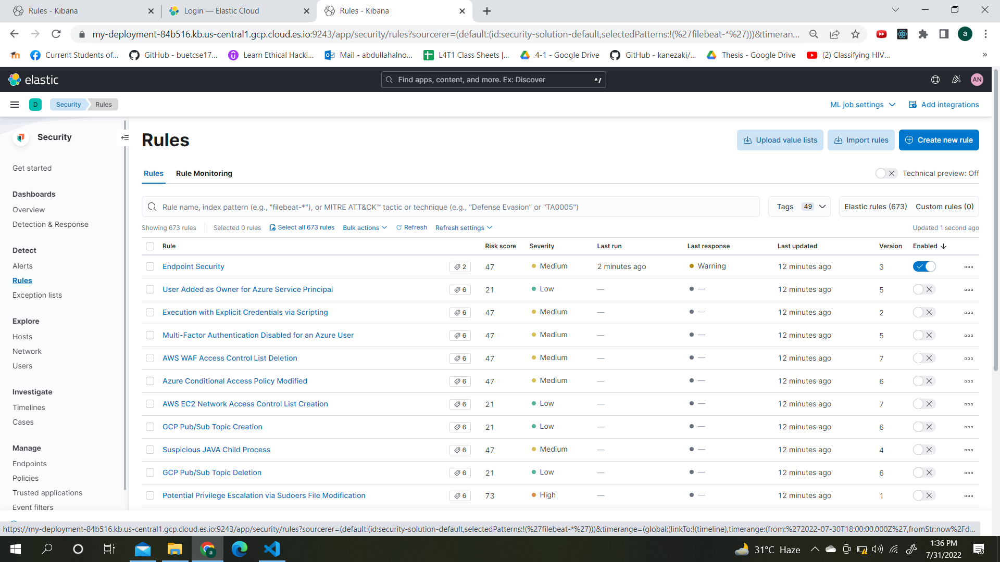 Rules - Kibana
Login — Elastic Cloud
Rules - Kibana
my-deployment-84b516.kb.us-central1.gcp.cloud.es.io:9243/app/security/rules?sourcerer=(default:(id:security-solution-default,selectedPatterns:!(%27filebeat-*%27)))&timeran...
a
Current Students of...
GitHub - buetcse17...
Learn Ethical Hacki...
Mail - abdullahalno...
L4T1 Class Sheets |...
4-1 - Google Drive
GitHub - kanezaki/...
Thesis - Google Drive
(2) Classifying HIV...
»
elastic
Find apps, content, and more. Ex: Discover
^/
AN
D
Security
Rules
ML job settings
Add integrations
Security
Get started
Dashboards
Overview
Detection & Response
Detect
Alerts
Rules
Exception lists
Explore
Hosts
Network
Users
Investigate
Timelines
Cases
Manage
Endpoints
Policies
Trusted applications
Event filters
Rules
Upload value lists
Import rules
Create new rule
Rules
Rule Monitoring
Technical preview: Off
Rule name, index pattern (e.g., "filebeat-*"), or MITRE ATT&CK™ tactic or technique (e.g., "Defense Evasion" or "TA0005")
Tags 49
Elastic rules (673)
Custom rules (0)
Showing 673 rules
Selected 0 rules
Select all 673 rules
Bulk actions
Refresh
Refresh settings
Updated 1 second ago
Rule Risk score Severity Last run Last response Last updated Version Enabled
Endpoint Security 2 47 Medium 2 minutes ago Warning 12 minutes ago 3
User Added as Owner for Azure Service Principal 6 21 Low — — 12 minutes ago 5
Execution with Explicit Credentials via Scripting 6 47 Medium — — 12 minutes ago 2
Multi-Factor Authentication Disabled for an Azure User 6 47 Medium — — 12 minutes ago 5
AWS WAF Access Control List Deletion 6 47 Medium — — 12 minutes ago 7
Azure Conditional Access Policy Modified 6 47 Medium — — 12 minutes ago 6
AWS EC2 Network Access Control List Creation 6 21 Low — — 12 minutes ago 7
GCP Pub/Sub Topic Creation 6 21 Low — — 12 minutes ago 6
Suspicious JAVA Child Process 6 47 Medium — — 12 minutes ago 4
GCP Pub/Sub Topic Deletion 6 21 Low — — 12 minutes ago 6
Potential Privilege Escalation via Sudoers File Modification 6 73 High — — 12 minutes ago 1
https://my-deployment-84b516.kb.us-central1.gcp.cloud.es.io:9243/app/security/rules?sourcerer=(default:(id:security-solution-default,selectedPatterns:!(%27filebeat-*%27)))&timerange=(global:(linkTo:!(timeline),timerange:(from:%272022-07-30T18:00:00.000Z%27,fromStr:now%2Fd...
31°C Haze
1:36 PM
7/31/2022